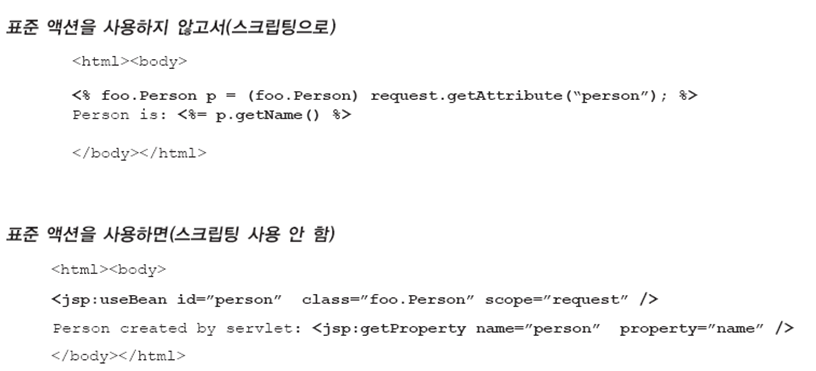 표준 액션을 사용하지 않고서(스크립팅으로)
<html><body>
<% foo.Person p = (foo.Person) request.getAttribute(“person”); %>
Person is: <%= p.getName() %>
</body></html>
표준 액션을 사용하면(스크립팅 사용 안 함)
<html><body>
<jsp:useBean id=”person” class=”foo.Person” scope=”request” />
Person created by servlet: <jsp:getProperty name=”person” property=”name” />
</body></html>